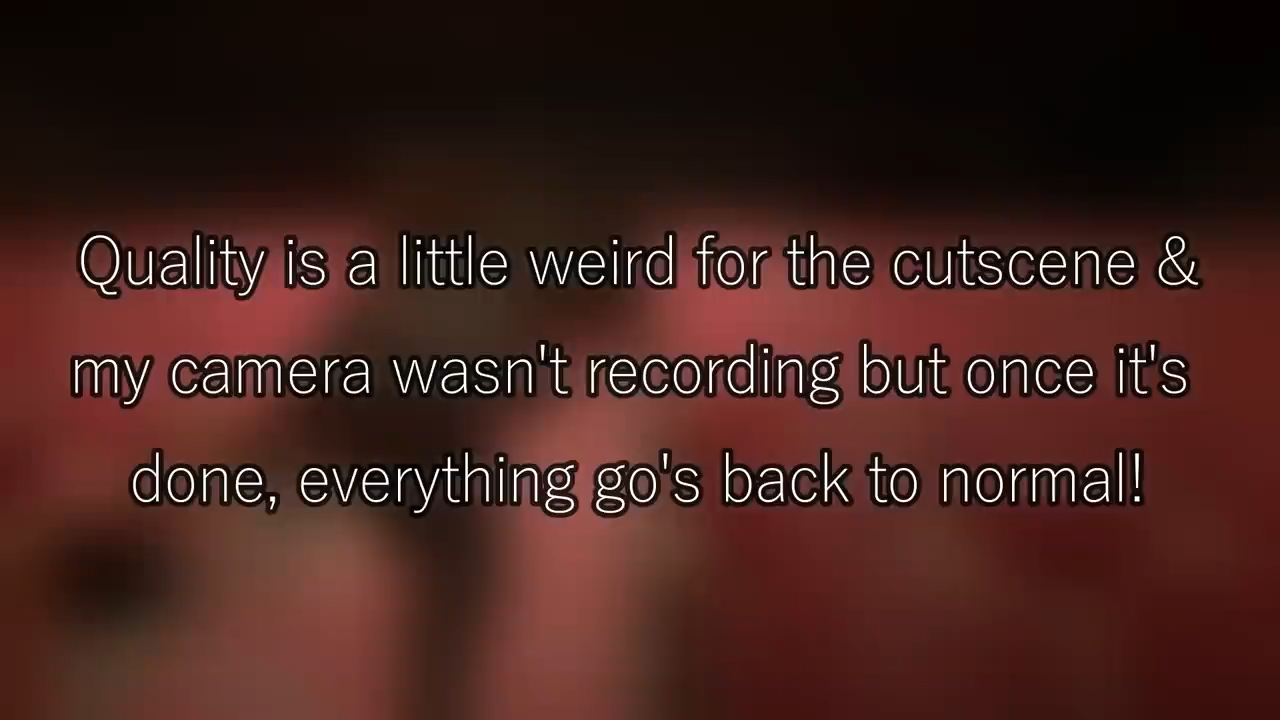 Quality is a little weird for the cutscene &
my camera wasn't recording but once it's
done, everything go's back to normal!